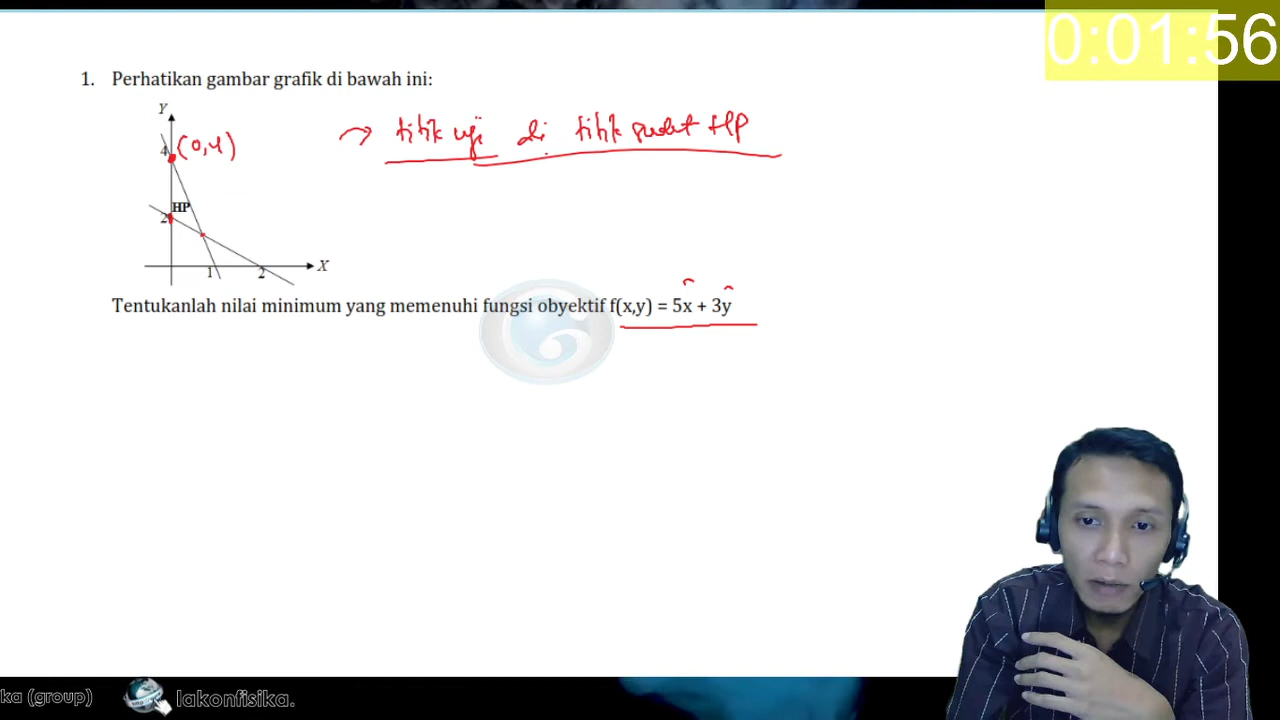 0:01:56
1. Perhatikan gambar grafik di bawah ini:
Y
4
(0,4)
→ titik uji di titik sudut HP
HP
2
1
2
X
Tentukanlah nilai minimum yang memenuhi fungsi obyektif f(x,y) = 5x + 3y
ka (group)
lakonfisika.